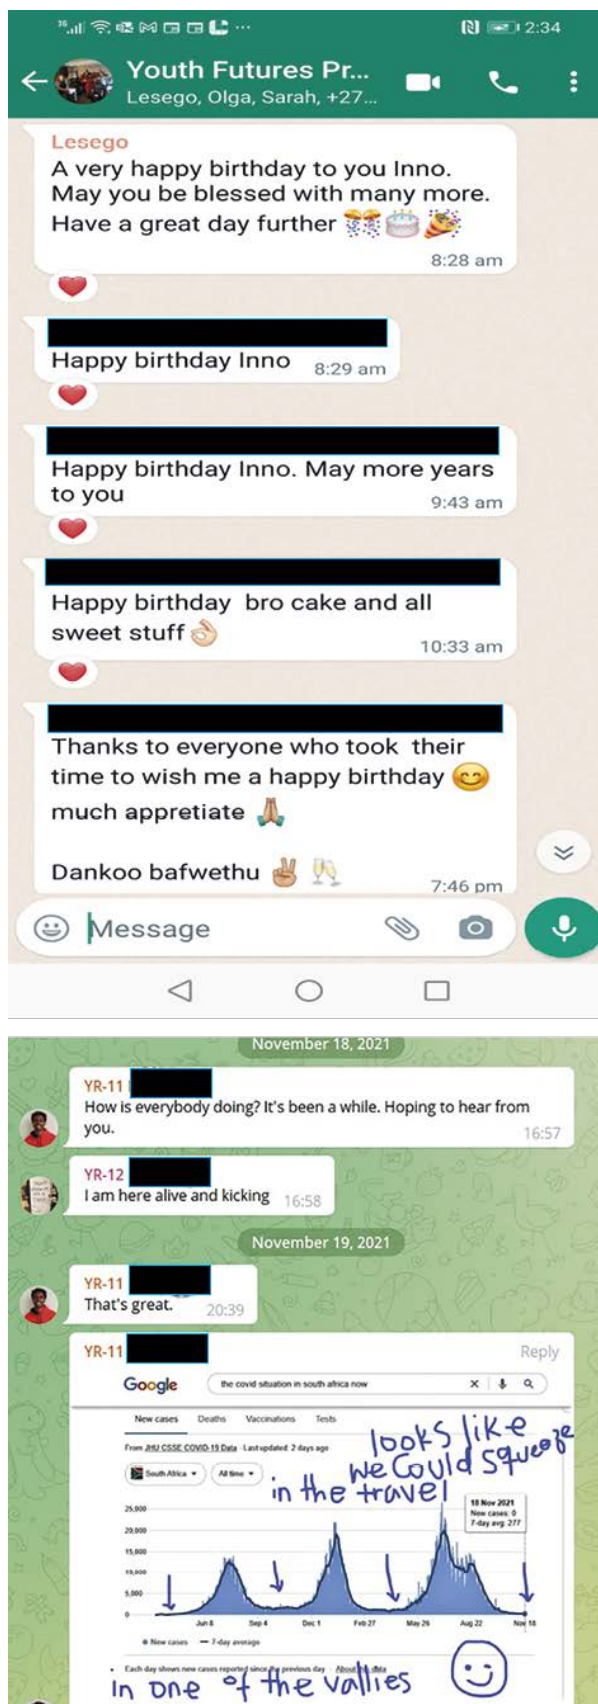 36
2:34
Youth Futures Pr...
Lesego, Olga, Sarah, +27...
Lesego
A very happy birthday to you Inno.
May you be blessed with many more.
Have a great day further
8:28 am
Happy birthday Inno 8:29 am
Happy birthday Inno. May more years
to you
9:43 am
Happy birthday bro cake and all
sweet stuff
10:33 am
Thanks to everyone who took their
time to wish me a happy birthday
much appretiate
Dankoo bafwethu
7:46 pm
Message
November 18, 2021
YR-11
How is everybody doing? It's been a while. Hoping to hear from
you.
16:57
YR-12
I am here alive and kicking 16:58
November 19, 2021
YR-11
That's great. 20:39
YR-11 Reply
Google the covid situation in south africa now X
New cases Deaths Vaccinations Tests
From JHU CSSE COVID-19 Data · Last updated: 2 days ago
looks like
we could squeeze
in the travel
South Africa All time
18 Nov 2021
New cases: 0
7-day avg: 277
25,000
20,000
15,000
10,000
5,000
0
Jun 8 Sep 4 Dec 1 Feb 27 May 26 Aug 22 Nov 18
New cases 7-day average
Each day shows new cases reported since the previous day · About this data
in one of the vallies